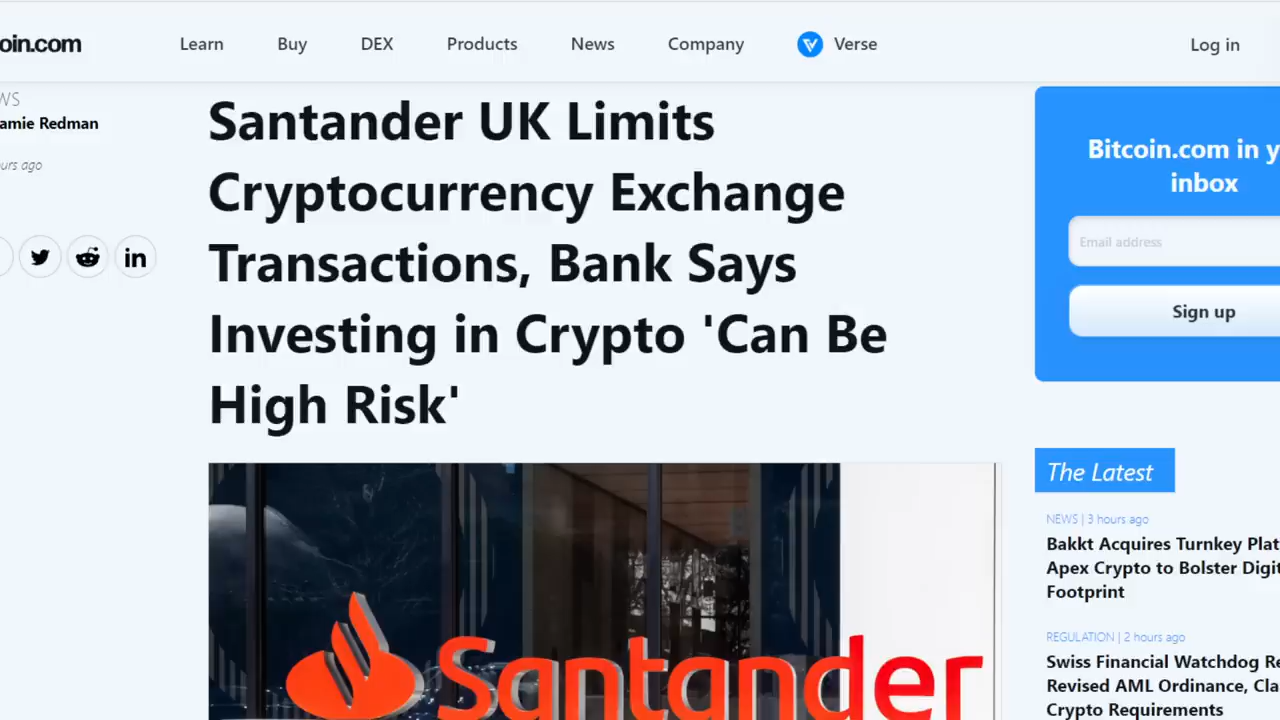 oin.com
Learn
Buy
DEX
Products
News
Company
Verse
Log in
WS
amie Redman
urs ago
Santander UK Limits
Cryptocurrency Exchange
Transactions, Bank Says
Investing in Crypto 'Can Be
High Risk'
Santander
Bitcoin.com in y
inbox
Email address
Sign up
The Latest
NEWS | 3 hours ago
Bakkt Acquires Turnkey Plat
Apex Crypto to Bolster Digit
Footprint
REGULATION | 2 hours ago
Swiss Financial Watchdog Re
Revised AML Ordinance, Cla
Crypto Requirements